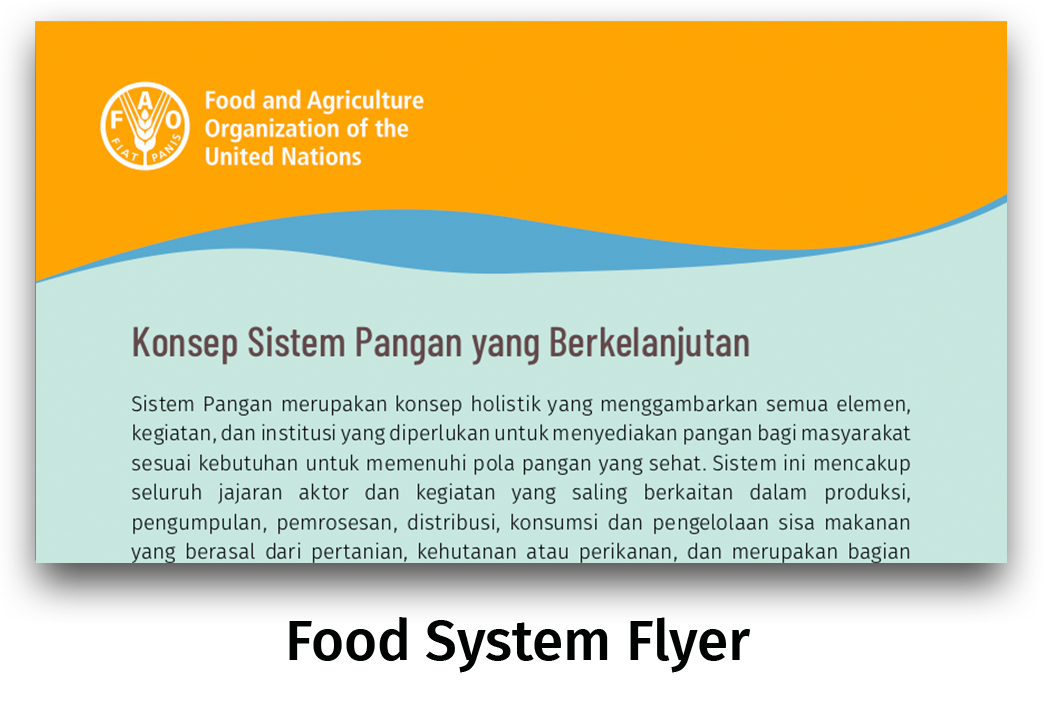 F A O
FIAT PANIS
Food and Agriculture
Organization of the
United Nations
Konsep Sistem Pangan yang Berkelanjutan
Sistem Pangan merupakan konsep holistik yang menggambarkan semua elemen,
kegiatan, dan institusi yang diperlukan untuk menyediakan pangan bagi masyarakat
sesuai kebutuhan untuk memenuhi pola pangan yang sehat. Sistem ini mencakup
seluruh jajaran aktor dan kegiatan yang saling berkaitan dalam produksi,
pengumpulan, pemrosesan, distribusi, konsumsi dan pengelolaan sisa makanan
yang berasal dari pertanian, kehutanan atau perikanan, dan merupakan bagian
Food System Flyer